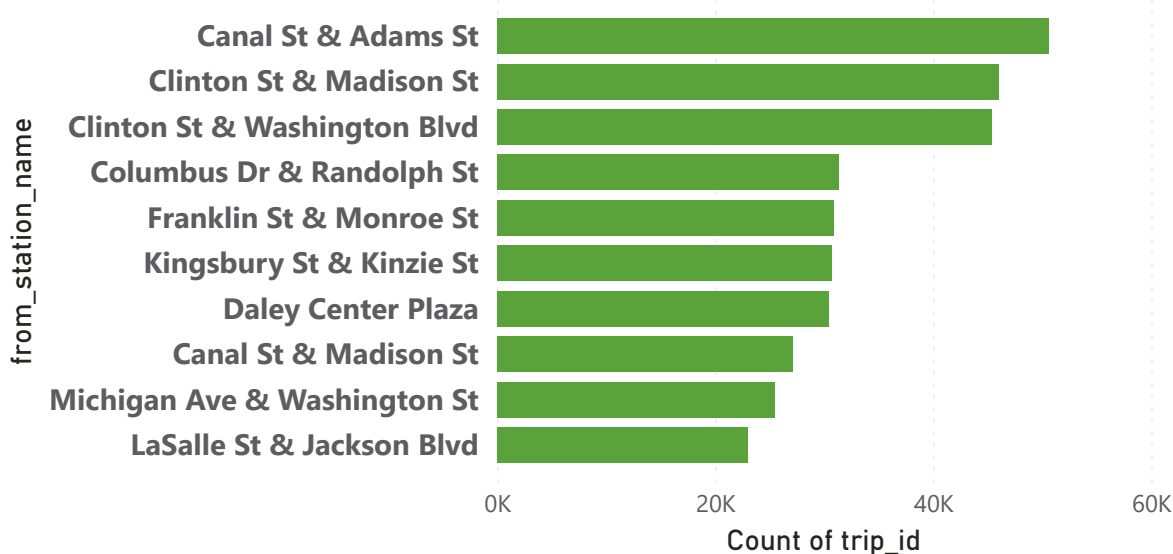 from_station_name
Canal St & Adams St
Clinton St & Madison St
Clinton St & Washington Blvd
Columbus Dr & Randolph St
Franklin St & Monroe St
Kingsbury St & Kinzie St
Daley Center Plaza
Canal St & Madison St
Michigan Ave & Washington St
LaSalle St & Jackson Blvd
0K 20K 40K 60K
Count of trip_id